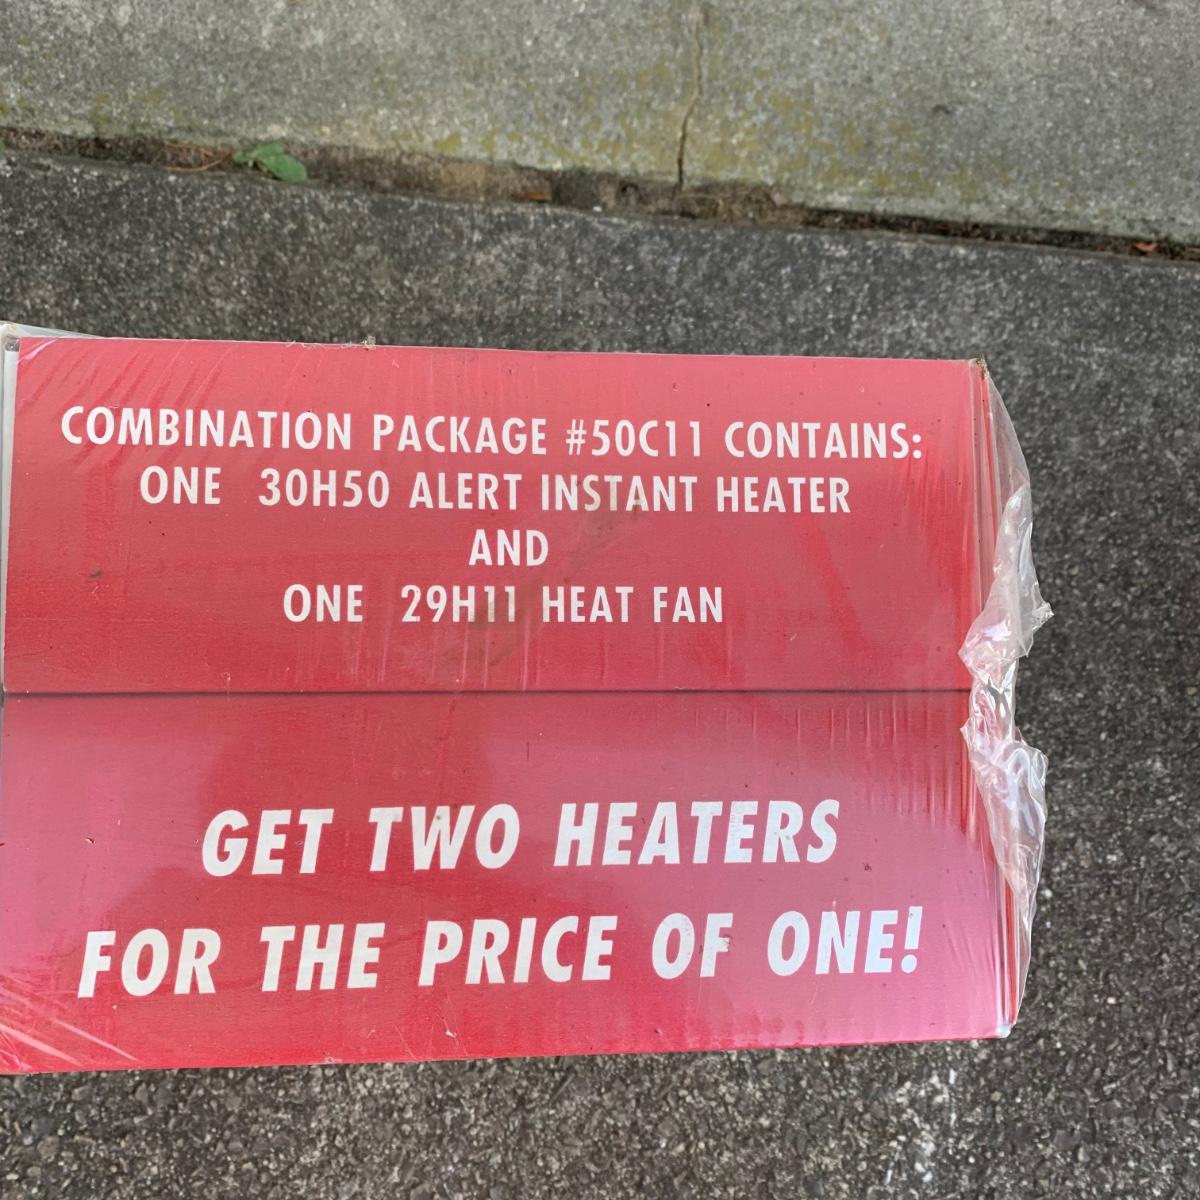 COMBINATION PACKAGE #50C11 CONTAINS:
ONE 30H50 ALERT INSTANT HEATER
AND
ONE 29H11 HEAT FAN
GET TWO HEATERS
FOR THE PRICE OF ONE!